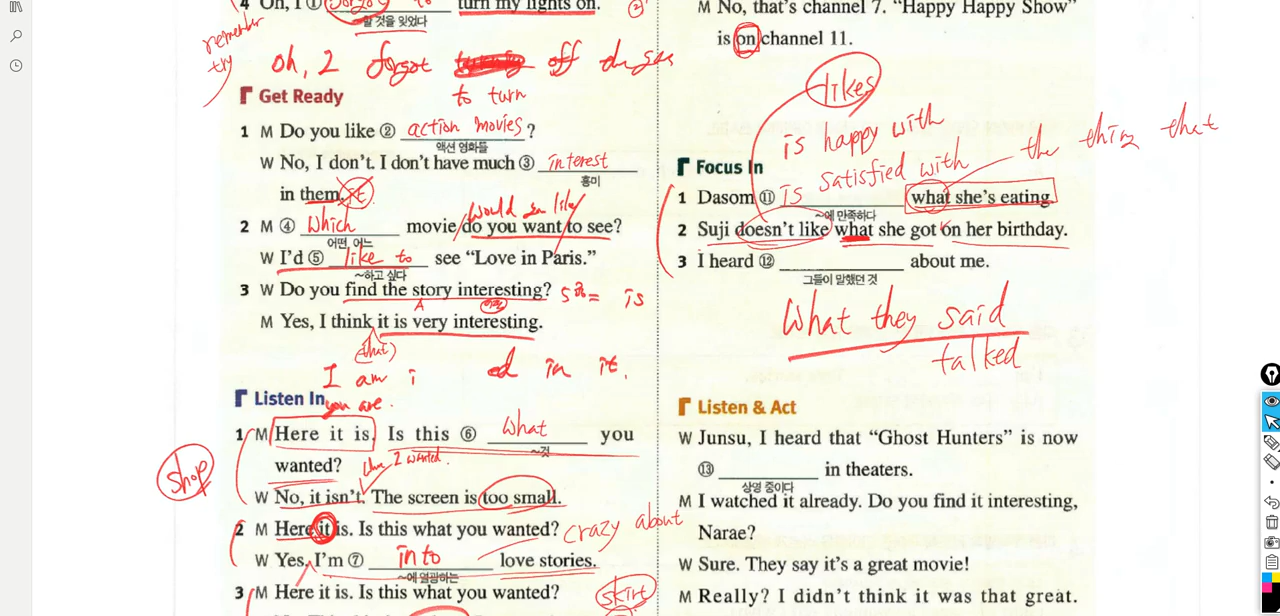 4 Oh, I ① forgot to turn my lights on.
~할 것을 잊었다
remember
try
oh, I forgot off
to turn
Get Ready
1 M Do you like ② action movies ?
액션 영화들
W No, I don't. I don't have much ③ interest
흥미
in them. it
would you like
2 M ④ which movie do you want to see?
어떤, 어느
W I'd ⑤ like to see “Love in Paris.”
~하고 싶다
3 W Do you find the story interesting? 5형 = is
A
M Yes, I think it is very interesting.
(that)
I am i ed in it.
you are.
Listen In
1 M Here it is. Is this ⑥ what you
~것
wanted? I wanted.
shop
W No, it isn't. The screen is too small.
2 M Here it is. Is this what you wanted? crazy about
W Yes, I'm ⑦ into love stories.
~에 열광하는
3 M Here it is. Is this what you wanted? skirt
M No, that's channel 7. “Happy Happy Show”
is on channel 11.
likes
is happy with
the thing that
Focus In
is satisfied with
1 Dasom ⑪ what she's eating.
~에 만족하다
2 Suji doesn't like what she got on her birthday.
3 I heard ⑫ about me.
그들이 말했던 것
What they said
talked
Listen & Act
W Junsu, I heard that “Ghost Hunters” is now
⑬ in theaters.
상영 중이다
M I watched it already. Do you find it interesting,
Narae?
W Sure. They say it's a great movie!
M Really? I didn't think it was that great.